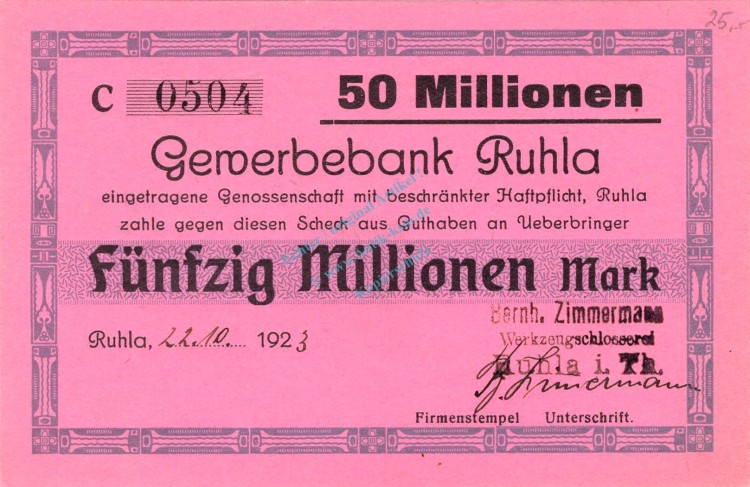 25,-
C 0504
50 Millionen
Gewerbebank Ruhla
eingetragene Genossenschaft mit beschränkter Haftpflicht, Ruhla
zahle gegen diesen Scheck aus Guthaben an Ueberbringer
Fünfzig Millionen Mark
Ruhla, 22.10. 1923
Bernh. Zimmermann
Werkzeugschlosserei
Ruhla i. Th.
B. Zimmermann
Firmenstempel Unterschrift.